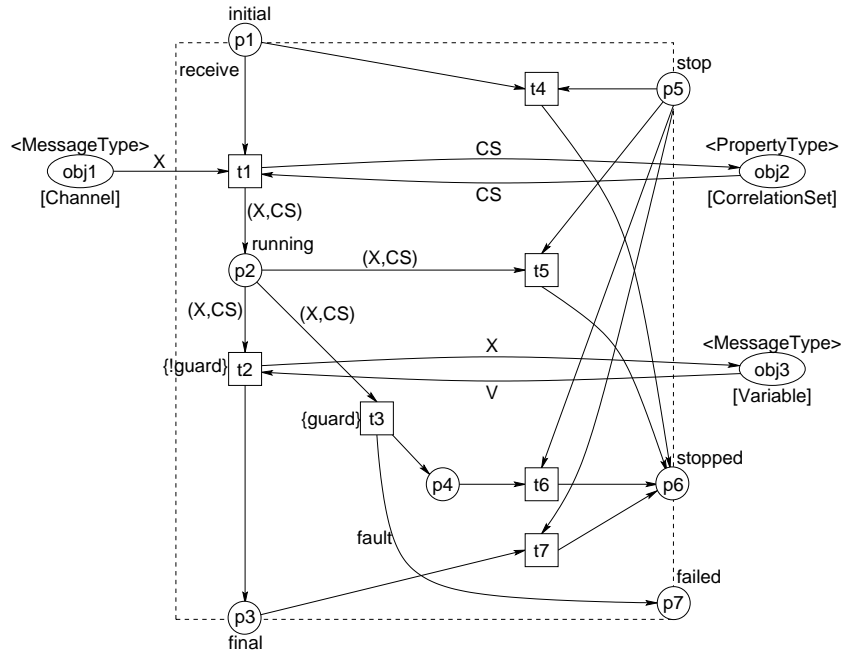 initial
p1
receive
t4
stop
p5
<MessageType>
X
obj1
[Channel]
t1
CS
CS
<PropertyType>
obj2
[CorrelationSet]
(X,CS)
running
p2
(X,CS)
t5
(X,CS)
(X,CS)
{!guard}
t2
X
V
<MessageType>
obj3
[Variable]
{guard}
t3
p4
t6
stopped
p6
fault
t7
failed
p7
p3
final